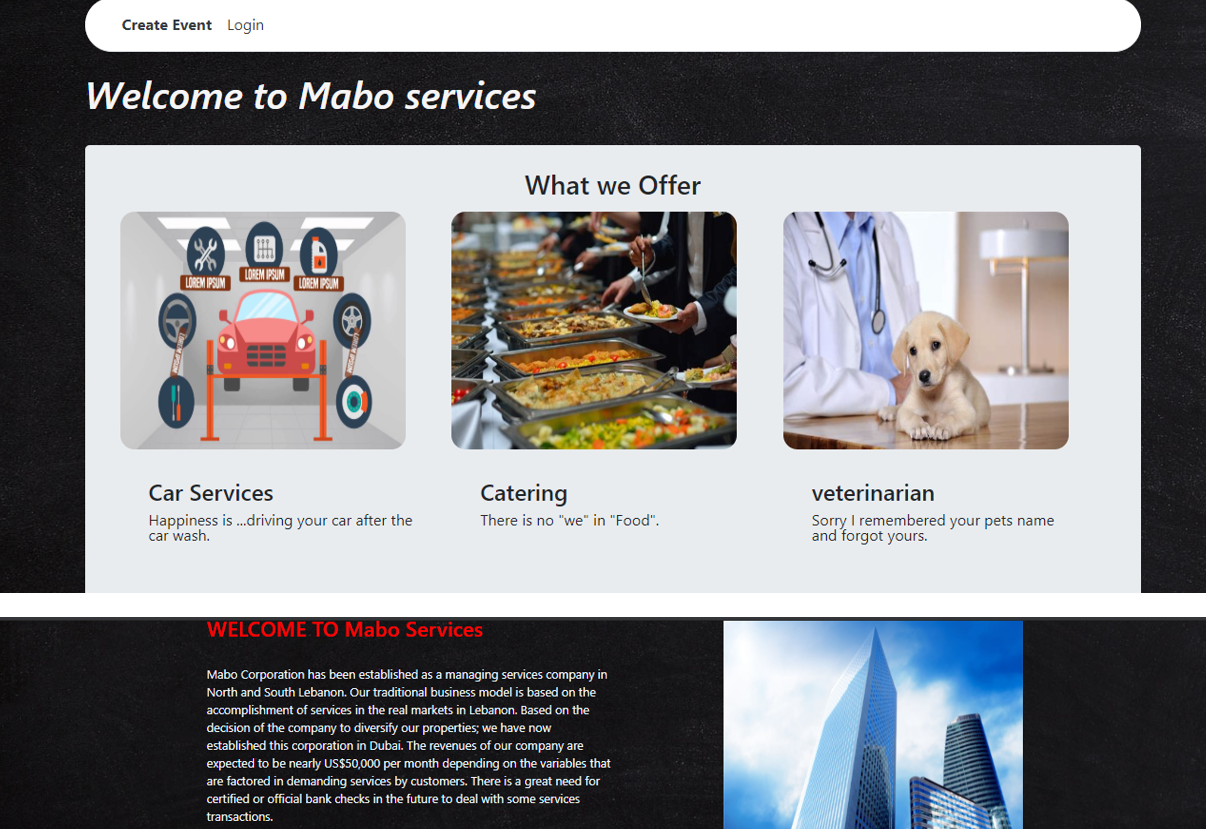 Create Event Login
Welcome to Mabo services
What we Offer
LOREM IPSUM
LOREM IPSUM
LOREM IPSUM
Car Services
Happiness is ...driving your car after the
car wash.
Catering
There is no "we" in "Food".
veterinarian
Sorry I remembered your pets name
and forgot yours.
WELCOME TO Mabo Services
Mabo Corporation has been established as a managing services company in
North and South Lebanon. Our traditional business model is based on the
accomplishment of services in the real markets in Lebanon. Based on the
decision of the company to diversify our properties; we have now
established this corporation in Dubai. The revenues of our company are
expected to be nearly US$50,000 per month depending on the variables that
are factored in demanding services by customers. There is a great need for
certified or official bank checks in the future to deal with some services
transactions.